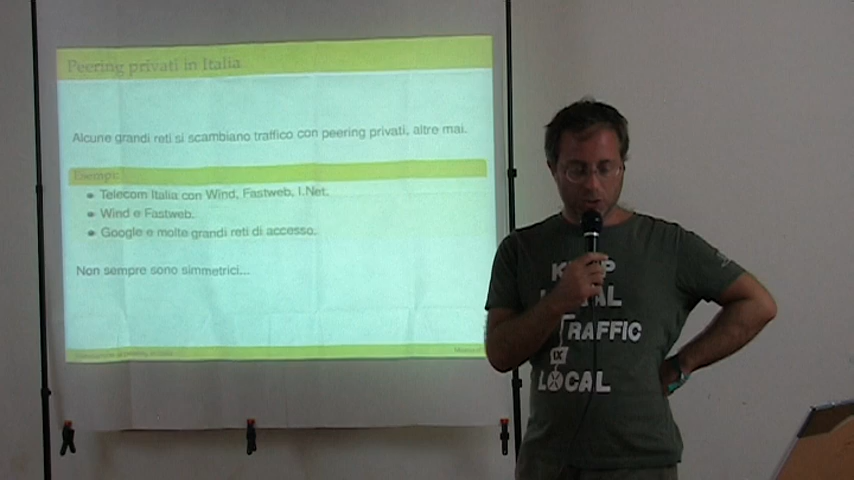 Peering privati in Italia
Alcune grandi reti si scambiano traffico con peering privati, altre mai.
Esempi:
Telecom Italia con Wind, Fastweb, I.Net.
Wind e Fastweb.
Google e molte grandi reti di accesso.
Non sempre sono simmetrici...
KEEP
LOCAL
TRAFFIC
IX
LOCAL